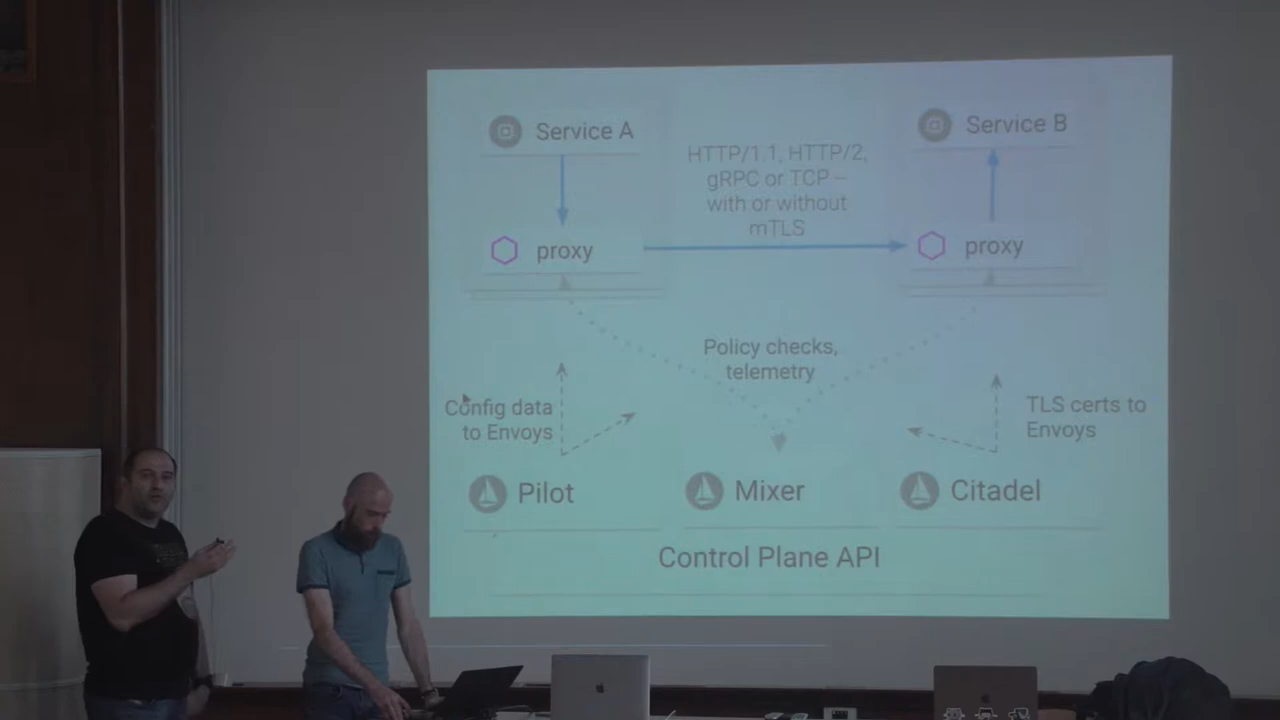 Service A
Service B
HTTP/1.1, HTTP/2,
gRPC or TCP –
with or without
mTLS
proxy
proxy
Policy checks,
telemetry
Config data
to Envoys
TLS certs to
Envoys
Pilot
Mixer
Citadel
Control Plane API